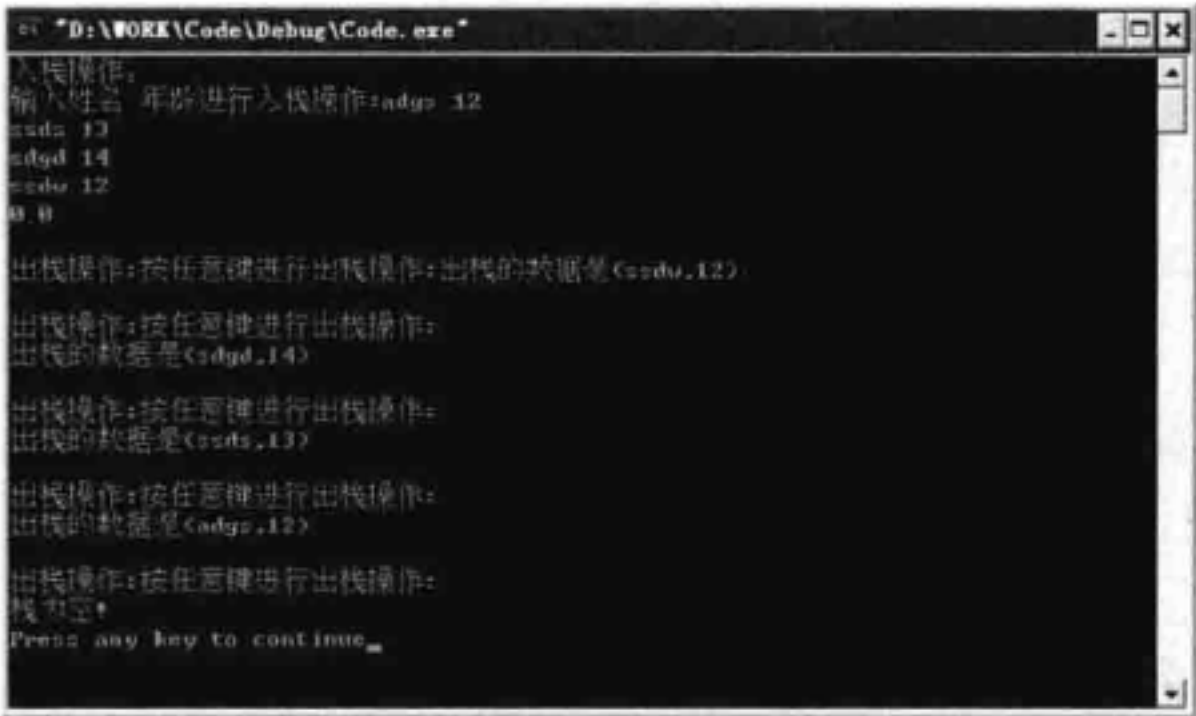 "D:\WORK\Code\Debug\Code.exe"
入栈操作:
输入姓名 年龄进行入栈操作:adgs 12
ssds 13
sdgd 14
ssdw 12
0 0
出栈操作:按任意键进行出栈操作:出栈的数据是(ssdw,12)
出栈操作:按任意键进行出栈操作:
出栈的数据是(sdgd,14)
出栈操作:按任意键进行出栈操作:
出栈的数据是(ssds,13)
出栈操作:按任意键进行出栈操作:
出栈的数据是(adgs,12)
出栈操作:按任意键进行出栈操作:
栈为空!
Press any key to continue_